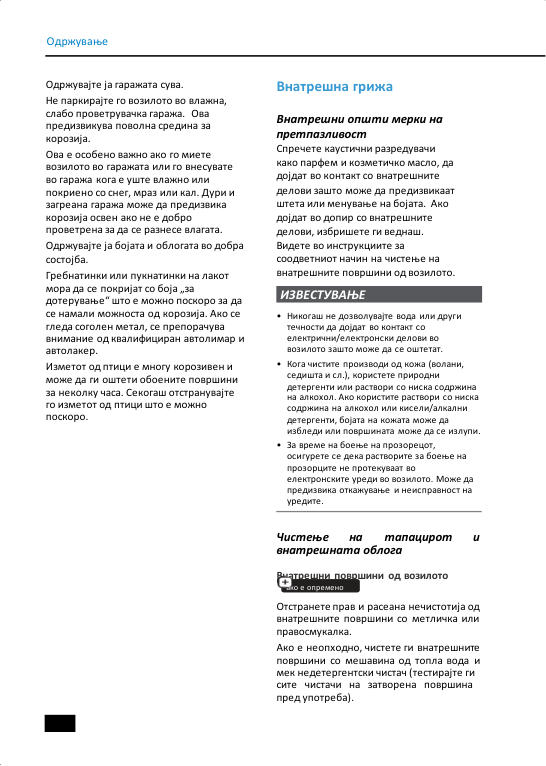 Одржување
Одржувајте ја гаражата сува.
Не паркирајте го возилото во влажна,
слабо проветрувачка гаража. Ова
предизвикува поволна средина за
корозија.
Ова е особено важно ако го миете
возилото во гаражата или го внесувате
во гаража кога е уште влажно или
покриено со снег, мраз или кал. Дури и
загреана гаража може да предизвика
корозија освен ако не е добро
проветрена за да се разнесе влагата.
Одржувајте ја бојата и облогата во добра
состојба.
Гребнатинки или пукнатинки на лакот
мора да се покријат со боја „за
дотерување“ што е можно поскоро за да
се намали можноста од корозија. Ако се
гледа соголен метал, се препорачува
внимание од квалификуван автолимар и
автолакер.
Изметот од птици е многу корозивен и
може да ги оштети обоените површини
за неколку часа. Секогаш отстранувајте
го изметот од птици што е можно
поскоро.
Внатрешна грижа
Внатрешни општи мерки на
претпазливост
Спречете каустични разредувачи
како парфем и козметичко масло, да
дојдат во контакт со внатрешните
делови зашто може да предизвикаат
штета или менување на бојата. Ако
дојдат во допир со внатрешните
делови, избришете ги веднаш.
Видете во инструкциите за
соодветниот начин на чистење на
внатрешните површини од возилото.
ИЗВЕСТУВАЊЕ
• Никогаш не дозволувајте вода или други
течности да дојдат во контакт со
електрични/електронски делови во
возилото зашто може да се оштетат.
• Кога чистите производи од кожа (волани,
седишта и сл.), користете природни
детергенти или раствори со ниска содржина
на алкохол. Ако користите раствори со ниска
содржина на алкохол или кисели/алкални
детергенти, бојата на кожата може да
избледи или површината може да се излупи.
• За време на боење на прозорецот,
осигурете се дека растворите за боење на
прозорците не протекуваат во
електронските уреди во возилото. Може да
предизвика откажување и неисправност на
уредите.
Чистење на тапацирот и
внатрешната облога
Внатрешни површини од возилото
ако е опремено
Отстранете прав и расеана нечистотија од
внатрешните површини со метличка или
правосмукалка.
Ако е неопходно, чистете ги внатрешните
површини со мешавина од топла вода и
мек недетергентски чистач (тестирајте ги
сите чистачи на затворена површина
пред употреба).